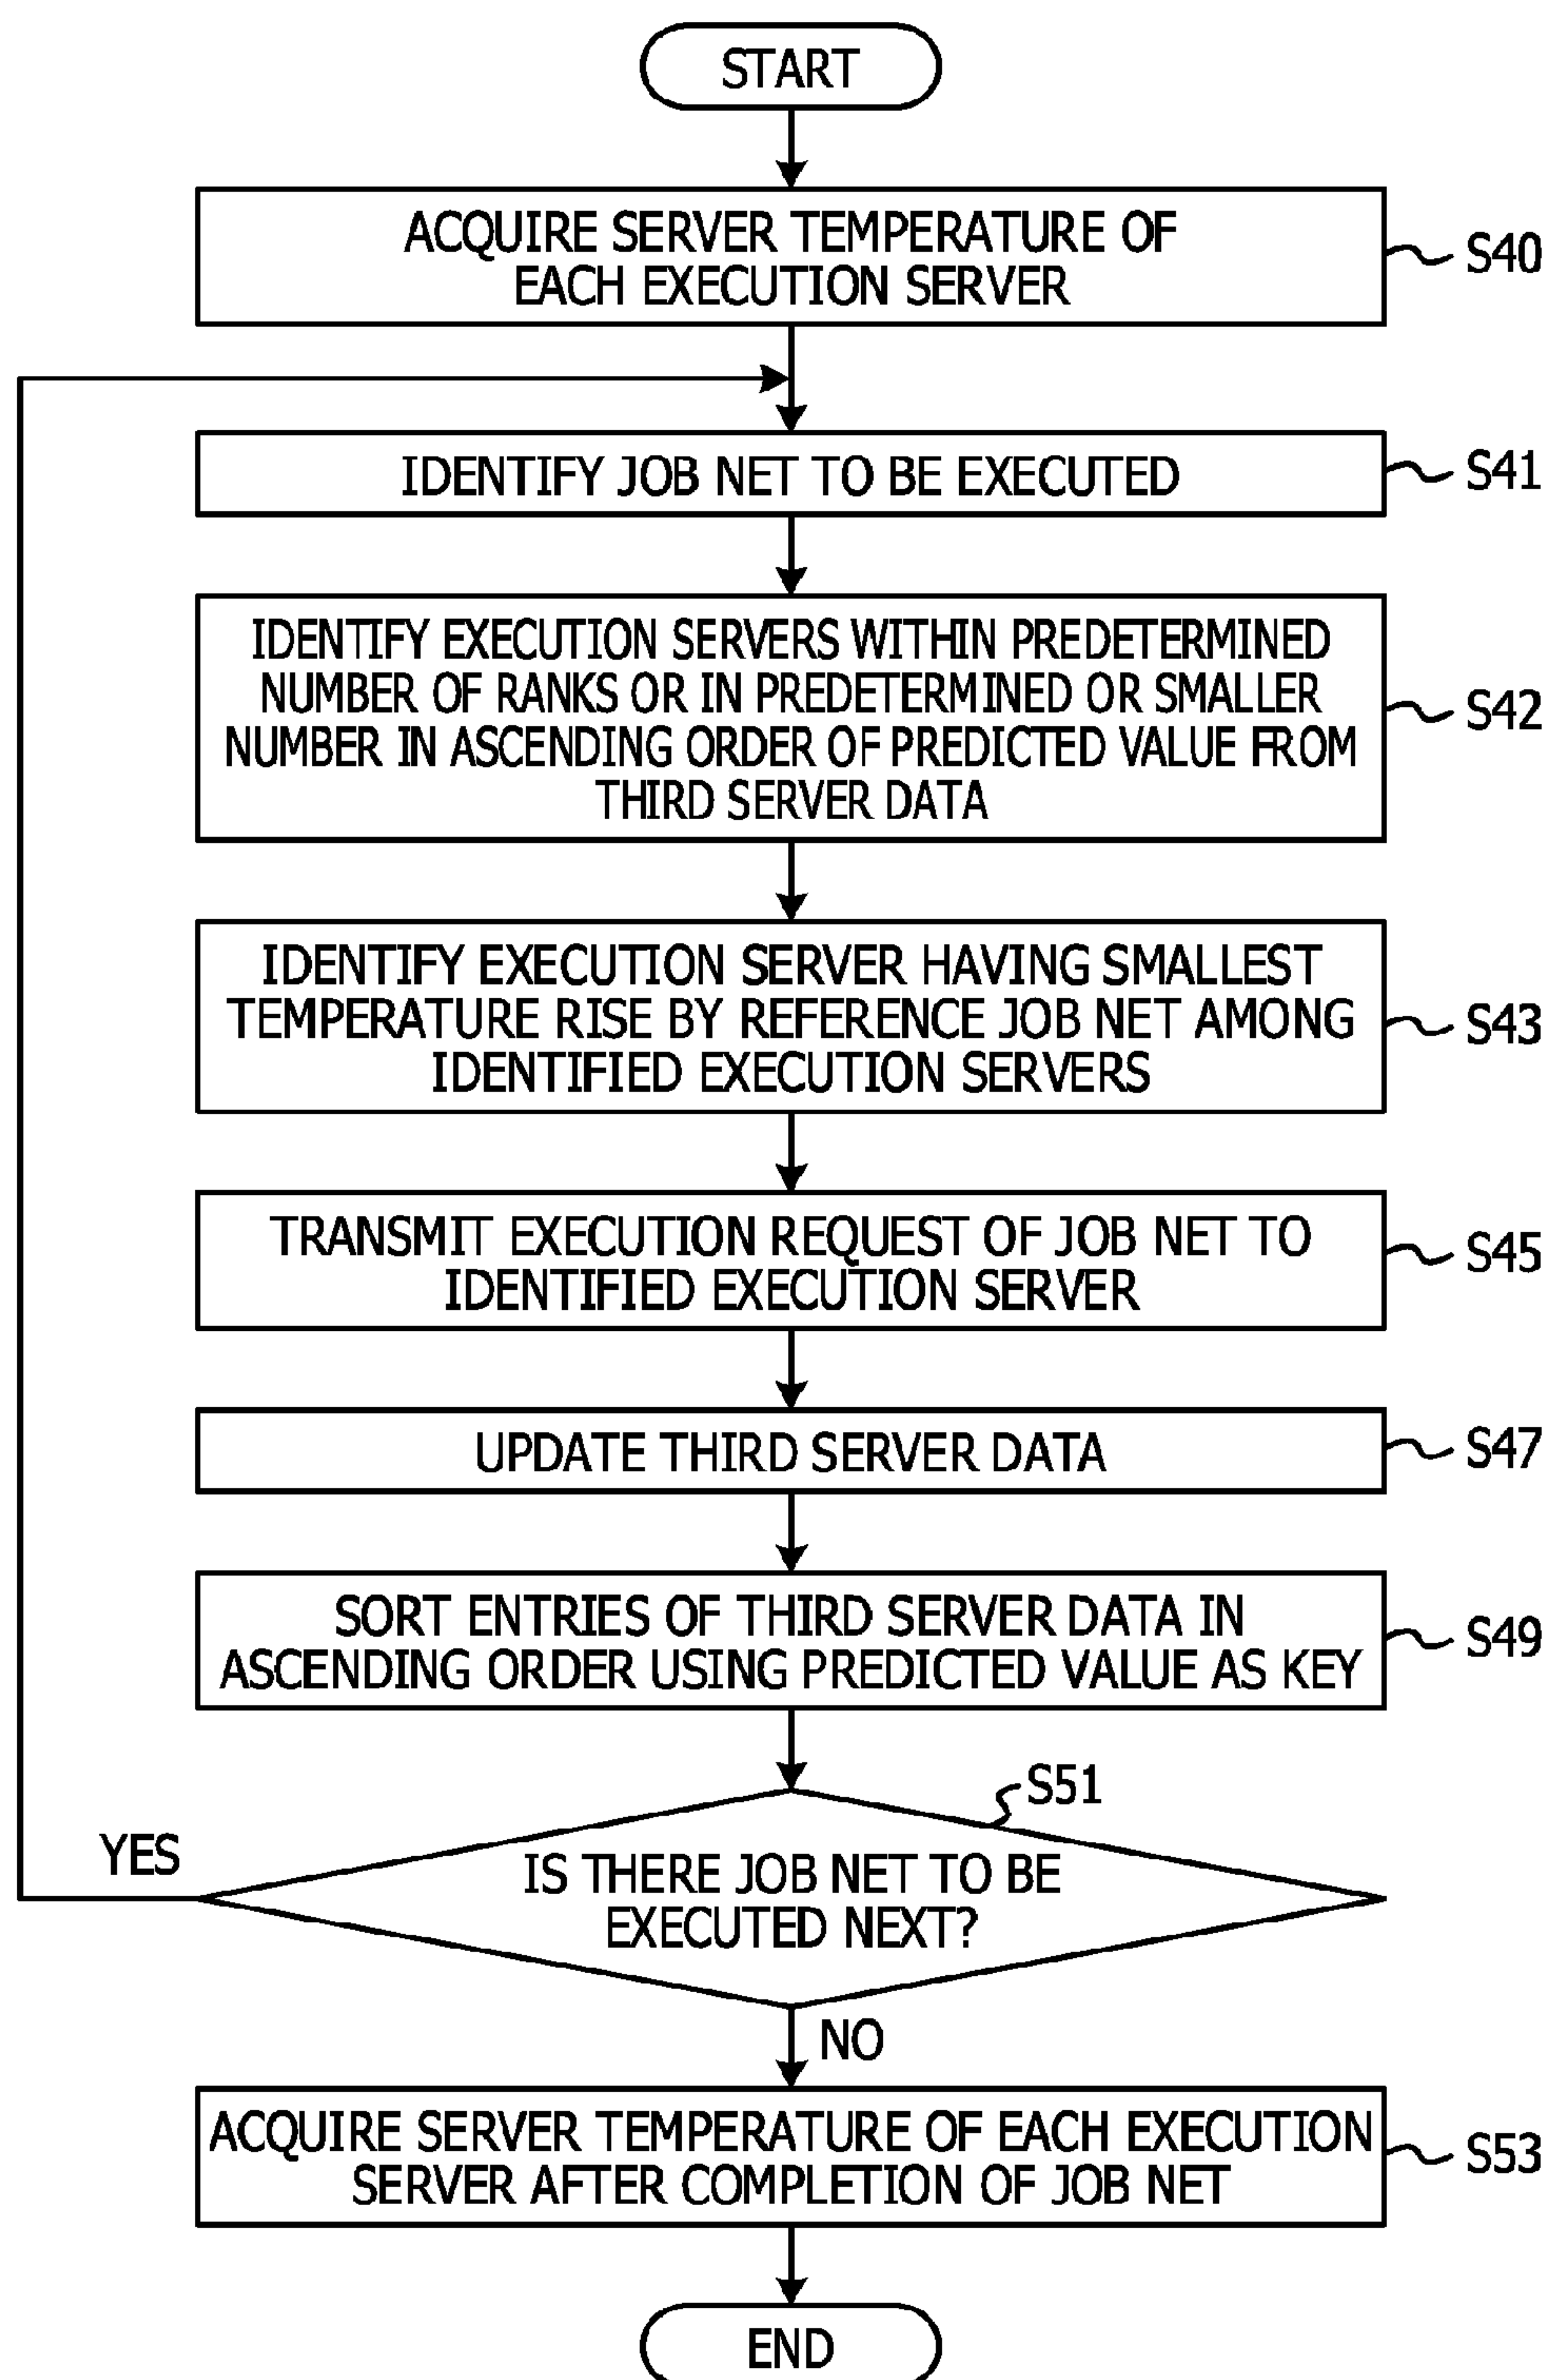 START
ACQUIRE SERVER TEMPERATURE OF
EACH EXECUTION SERVER
S40
IDENTIFY JOB NET TO BE EXECUTED
S41
IDENTIFY EXECUTION SERVERS WITHIN PREDETERMINED
NUMBER OF RANKS OR IN PREDETERMINED OR SMALLER
NUMBER IN ASCENDING ORDER OF PREDICTED VALUE FROM
THIRD SERVER DATA
S42
IDENTIFY EXECUTION SERVER HAVING SMALLEST
TEMPERATURE RISE BY REFERENCE JOB NET AMONG
IDENTIFIED EXECUTION SERVERS
S43
TRANSMIT EXECUTION REQUEST OF JOB NET TO
IDENTIFIED EXECUTION SERVER
S45
UPDATE THIRD SERVER DATA
S47
SORT ENTRIES OF THIRD SERVER DATA IN
ASCENDING ORDER USING PREDICTED VALUE AS KEY
S49
S51
YES
IS THERE JOB NET TO BE
EXECUTED NEXT?
NO
ACQUIRE SERVER TEMPERATURE OF EACH EXECUTION
SERVER AFTER COMPLETION OF JOB NET
S53
END